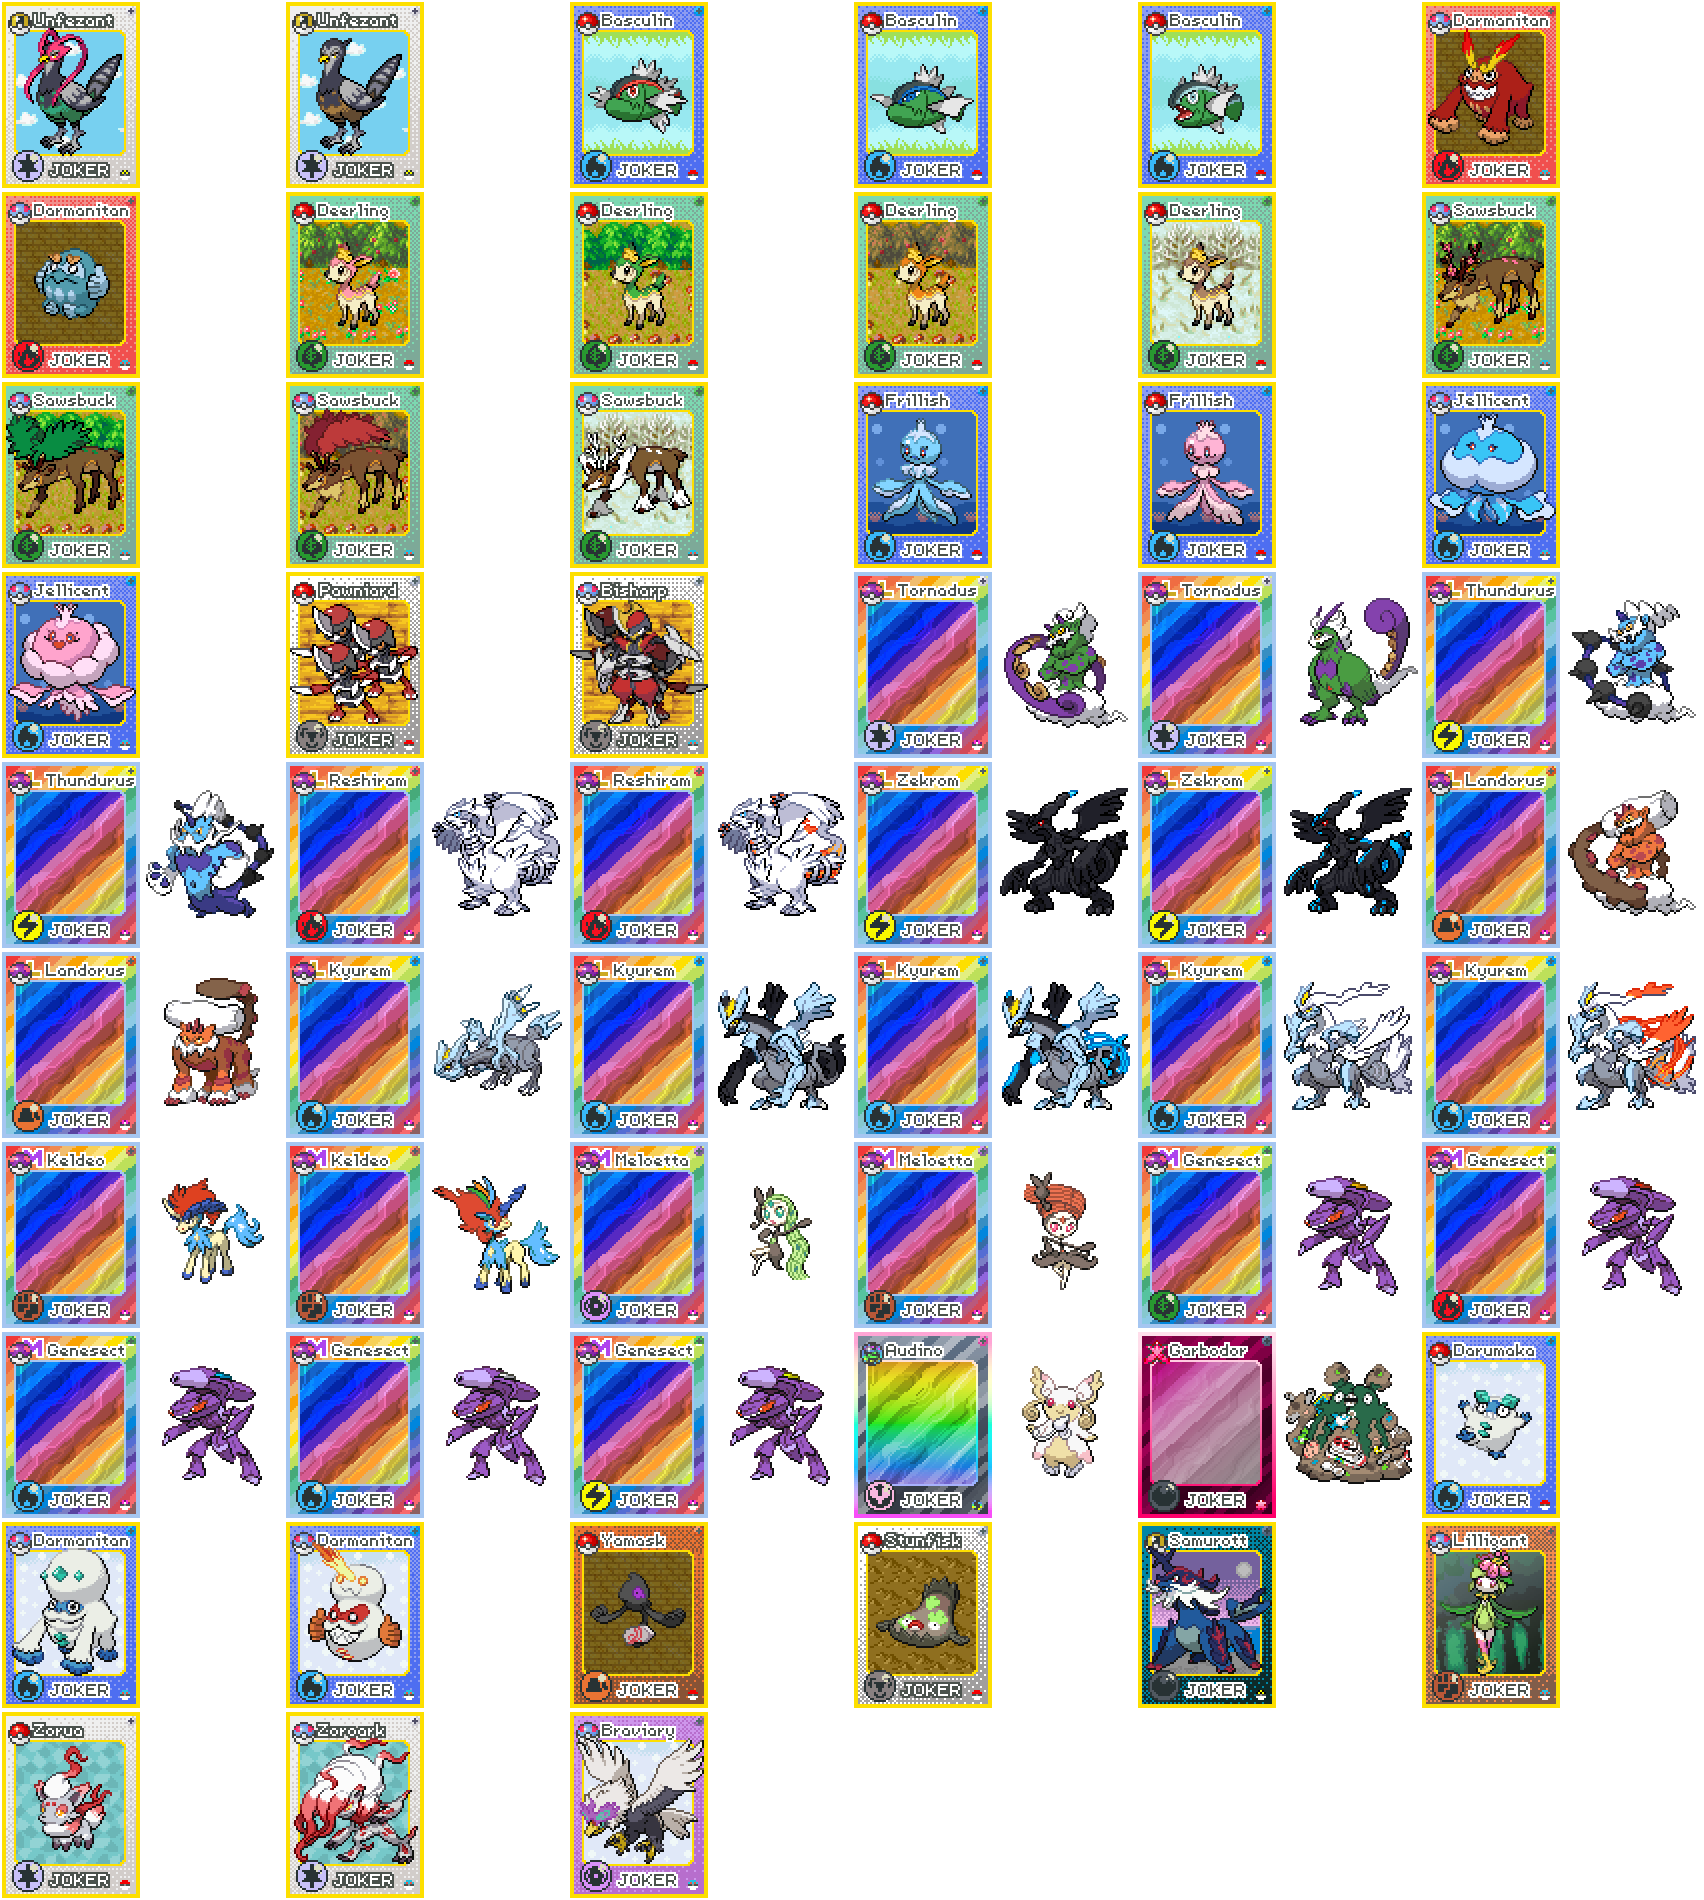 Unfezant Unfezant Basculin Basculin Basculin Darmanitan
JOKER JOKER JOKER JOKER JOKER JOKER
Darmanitan Deerling Deerling Deerling Deerling Sawsbuck
JOKER JOKER JOKER JOKER JOKER JOKER
Sawsbuck Sawsbuck Sawsbuck Frillish Frillish Jellicent
JOKER JOKER JOKER JOKER JOKER JOKER
Jellicent Pawniard Bisharp L Tornadus L Tornadus L Thundurus
JOKER JOKER JOKER JOKER JOKER JOKER
L Thundurus L Reshiram L Reshiram L Zekrom L Zekrom L Landorus
JOKER JOKER JOKER JOKER JOKER JOKER
L Landorus L Kyurem L Kyurem L Kyurem L Kyurem L Kyurem
JOKER JOKER JOKER JOKER JOKER JOKER
M Keldeo M Keldeo M Meloetta M Meloetta M Genesect M Genesect
JOKER JOKER JOKER JOKER JOKER JOKER
M Genesect M Genesect M Genesect Audino Garbodor Darumaka
JOKER JOKER JOKER JOKER JOKER JOKER
Darmanitan Darmanitan Yamask Stunfisk Samurott Lilligant
JOKER JOKER JOKER JOKER JOKER JOKER
Zorua Zoroark Braviary
JOKER JOKER JOKER